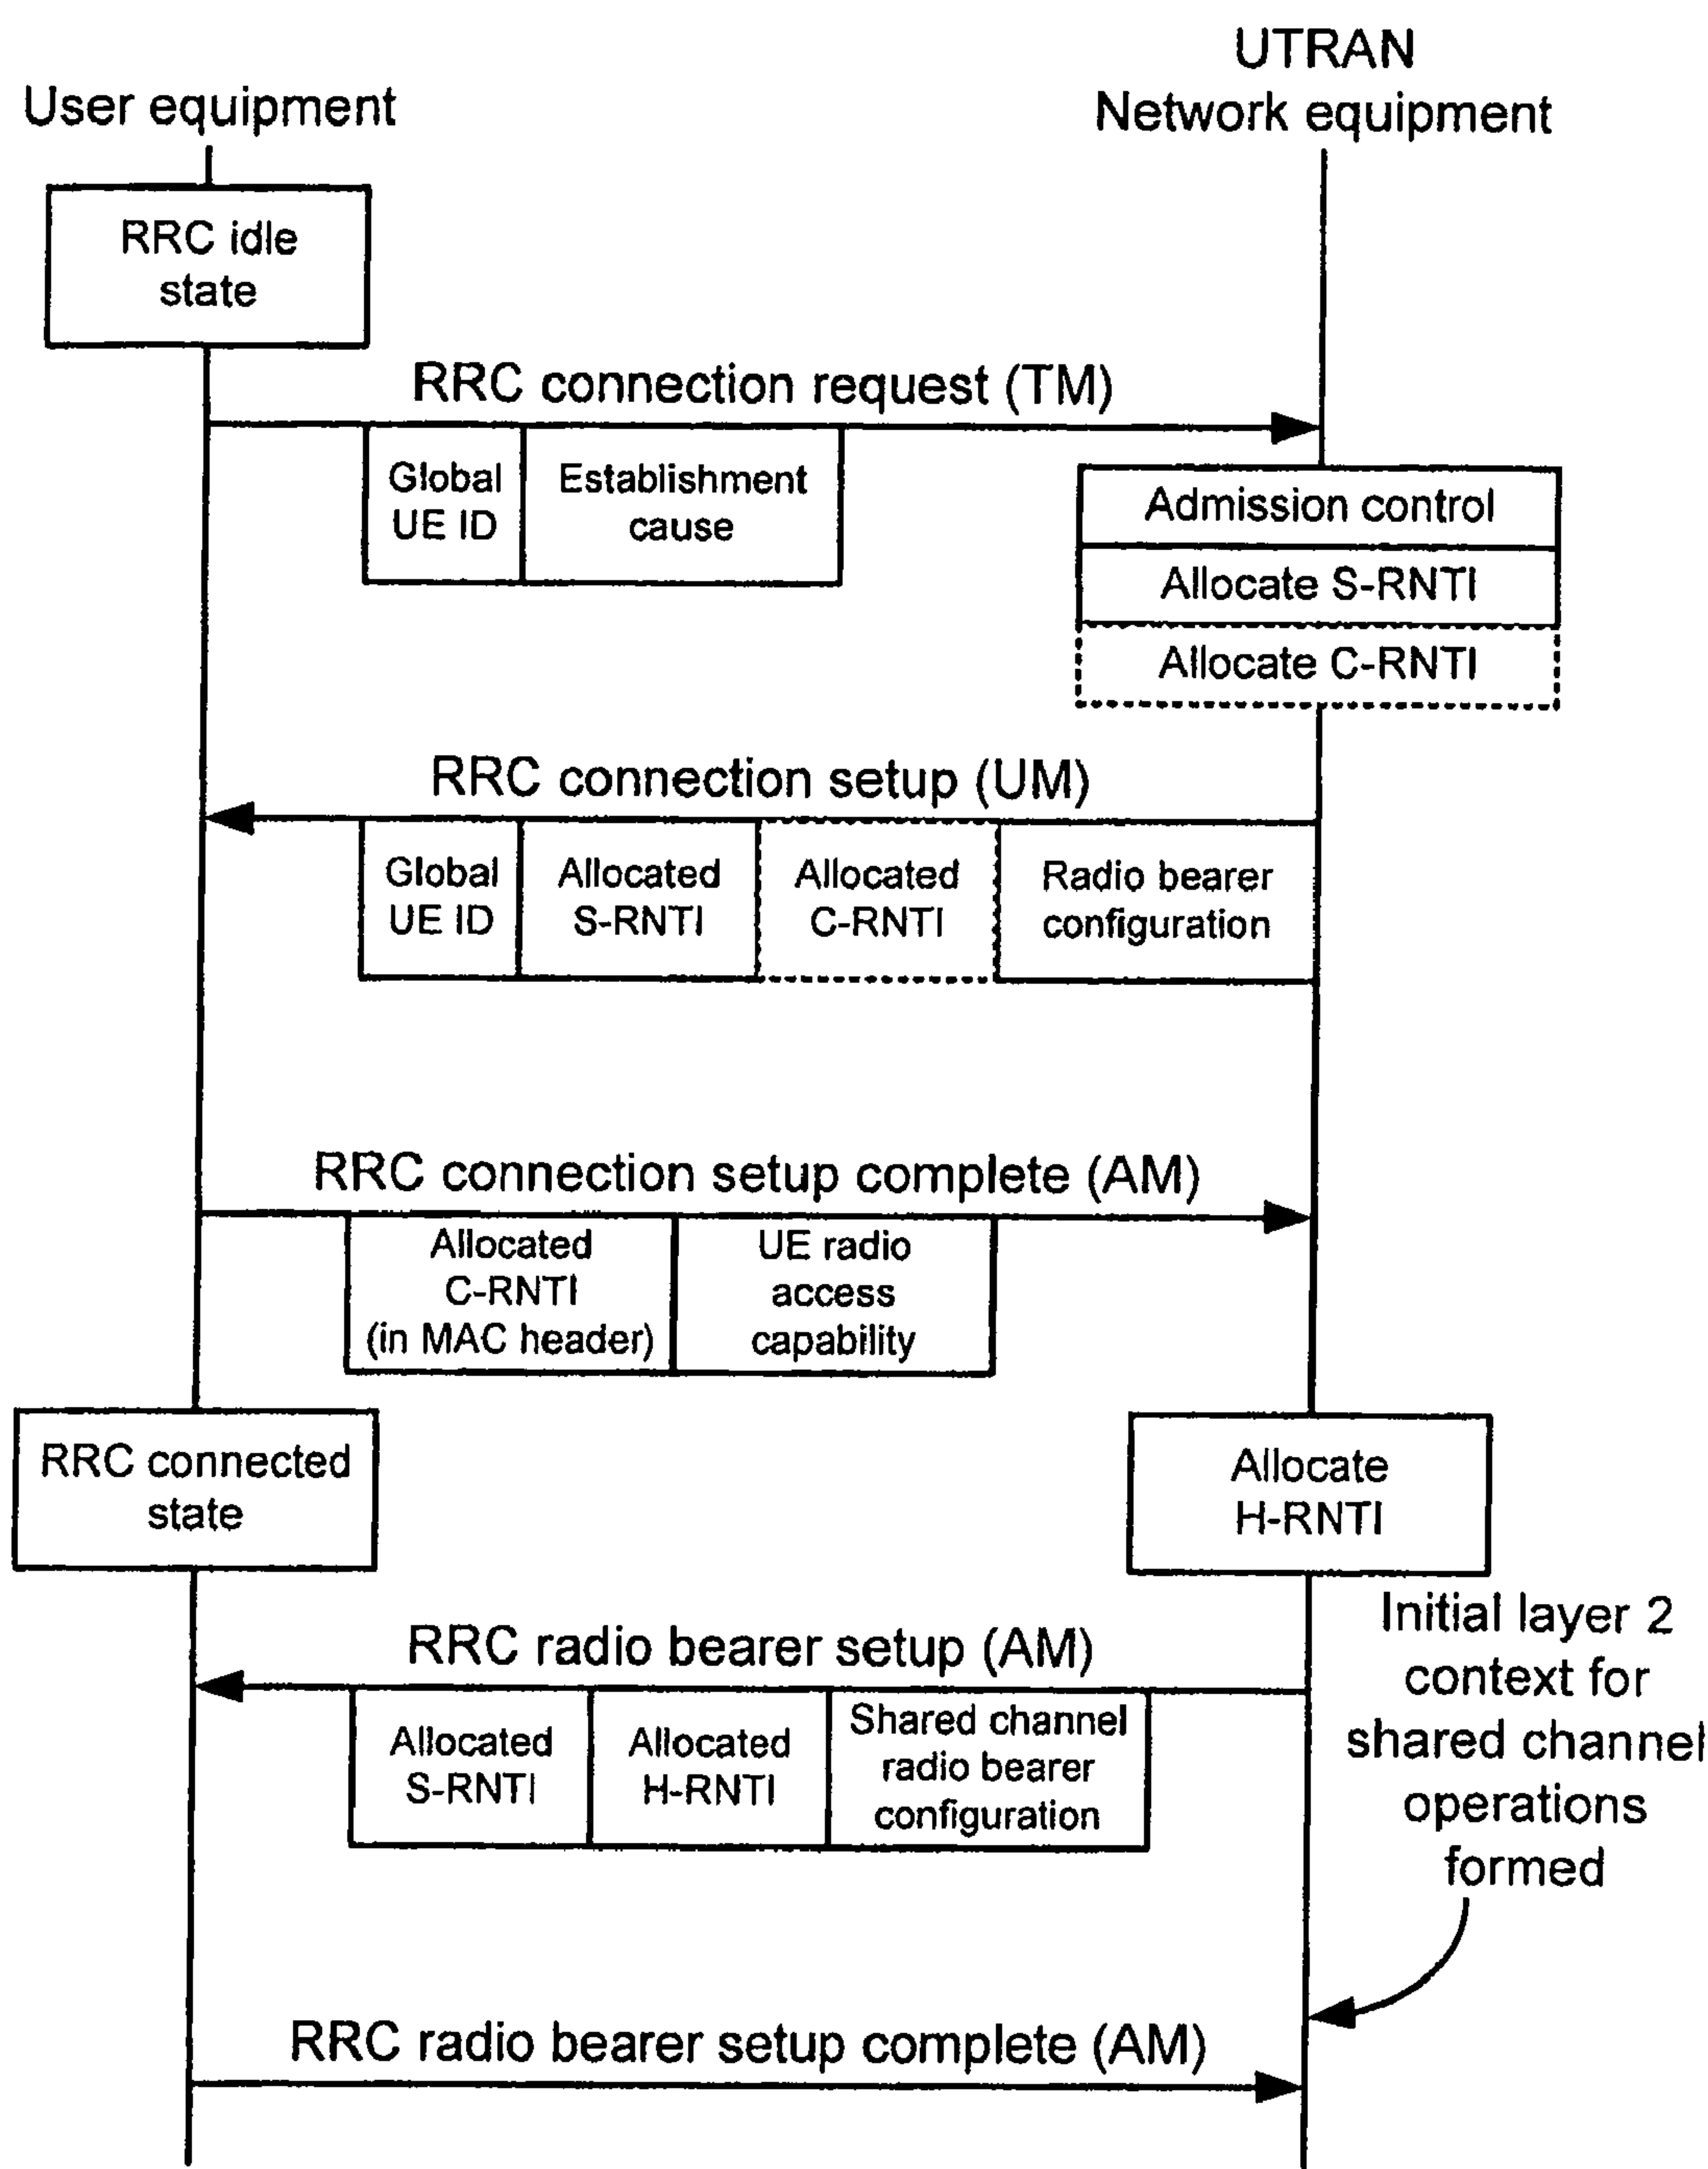 User equipment
UTRAN
Network equipment
RRC idle
state
RRC connection request (TM)
Global
UE ID
Establishment
cause
Admission control
Allocate S-RNTI
Allocate C-RNTI
RRC connection setup (UM)
Global
UE ID
Allocated
S-RNTI
Allocated
C-RNTI
Radio bearer
configuration
RRC connection setup complete (AM)
Allocated
C-RNTI
(in MAC header)
UE radio
access
capability
RRC connected
state
Allocate
H-RNTI
Initial layer 2
context for
shared channel
operations
formed
RRC radio bearer setup (AM)
Allocated
S-RNTI
Allocated
H-RNTI
Shared channel
radio bearer
configuration
RRC radio bearer setup complete (AM)